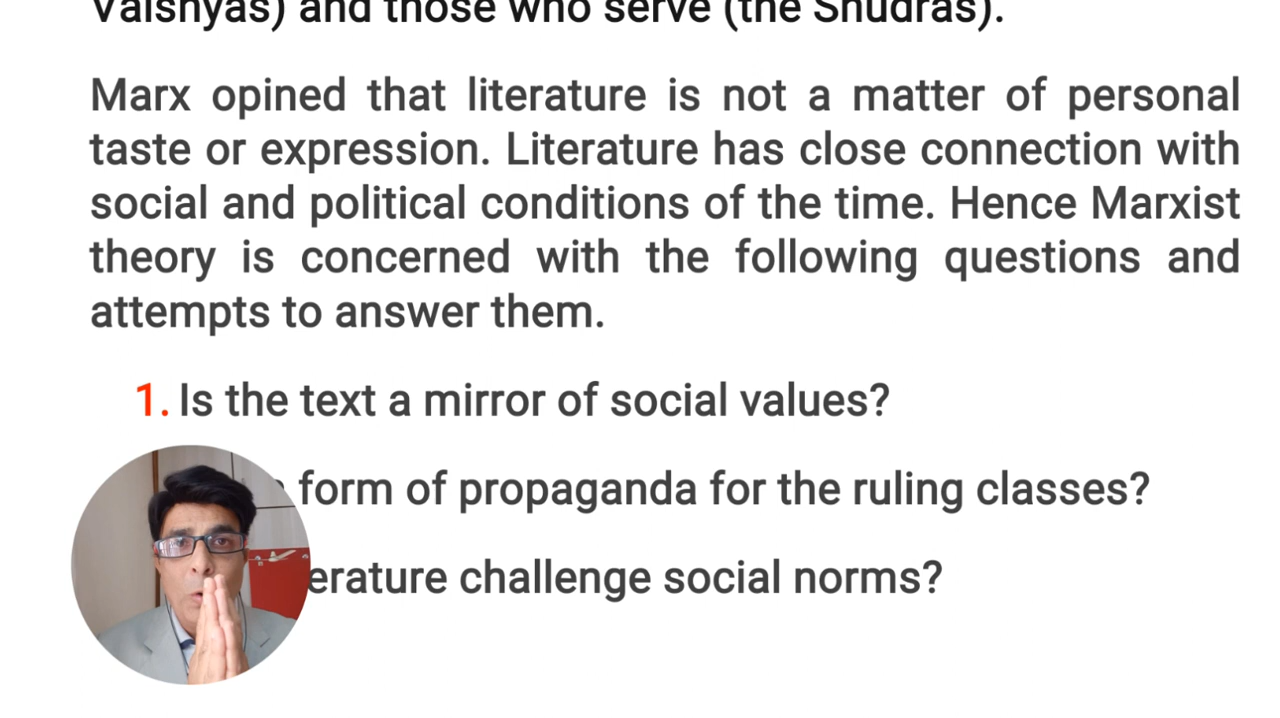 Vaishyas) and those who serve (the Shudras).
Marx opined that literature is not a matter of personal
taste or expression. Literature has close connection with
social and political conditions of the time. Hence Marxist
theory is concerned with the following questions and
attempts to answer them.
1. Is the text a mirror of social values?
form of propaganda for the ruling classes?
erature challenge social norms?